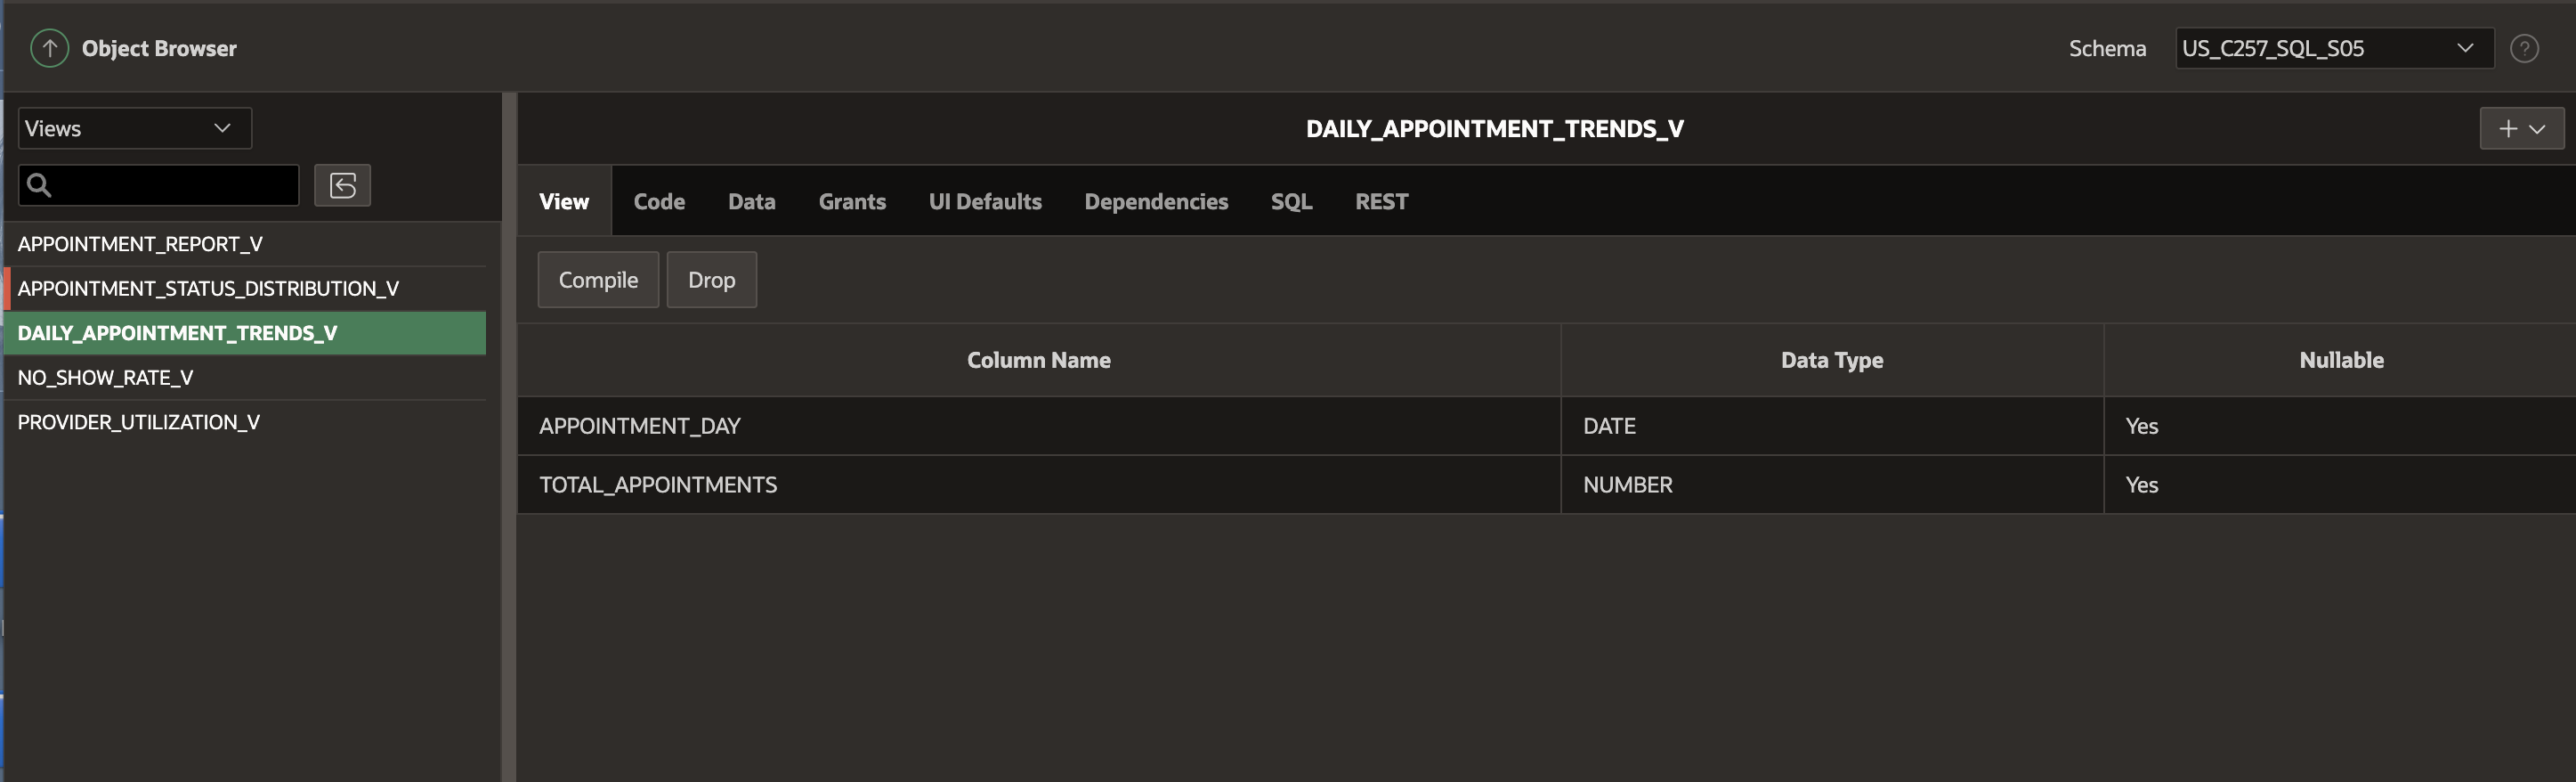 Object Browser
Schema
US_C257_SQL_S05
?
Views
DAILY_APPOINTMENT_TRENDS_V
View
Code
Data
Grants
UI Defaults
Dependencies
SQL
REST
APPOINTMENT_REPORT_V
APPOINTMENT_STATUS_DISTRIBUTION_V
DAILY_APPOINTMENT_TRENDS_V
NO_SHOW_RATE_V
PROVIDER_UTILIZATION_V
Compile
Drop
Column Name
Data Type
Nullable
APPOINTMENT_DAY
DATE
Yes
TOTAL_APPOINTMENTS
NUMBER
Yes